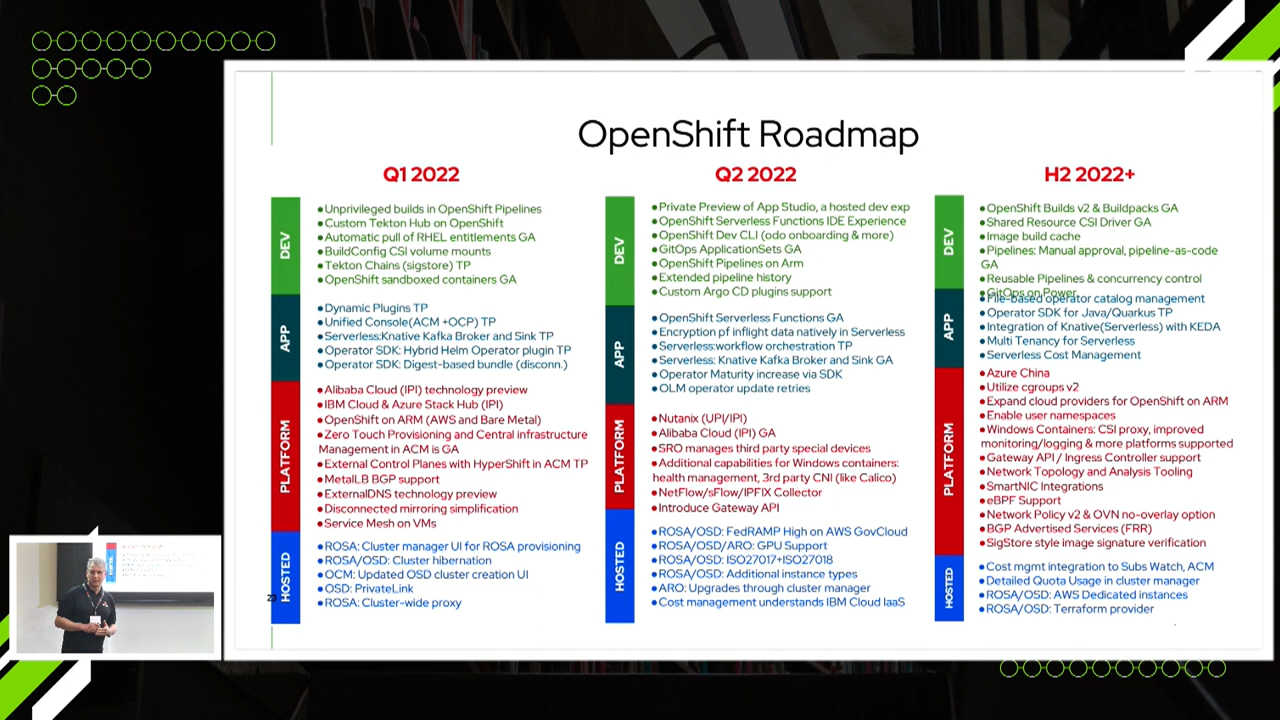 OpenShift Roadmap
Q1 2022
DEV
•Unprivileged builds in OpenShift Pipelines
•Custom Tekton Hub on OpenShift
•Automatic pull of RHEL entitlements GA
•BuildConfig CSI volume mounts
•Tekton Chains (sigstore) TP
•OpenShift sandboxed containers GA
APP
•Dynamic Plugins TP
•Unified Console(ACM +OCP) TP
•Serverless:Knative Kafka Broker and Sink TP
•Operator SDK: Hybrid Helm Operator plugin TP
•Operator SDK: Digest-based bundle (disconn.)
PLATFORM
•Alibaba Cloud (IPI) technology preview
•IBM Cloud & Azure Stack Hub (IPI)
•OpenShift on ARM (AWS and Bare Metal)
•Zero Touch Provisioning and Central infrastructure
Management in ACM is GA
•External Control Planes with HyperShift in ACM TP
•MetalLB BGP support
•ExternalDNS technology preview
•Disconnected mirroring simplification
•Service Mesh on VMs
HOSTED
•ROSA: Cluster manager UI for ROSA provisioning
•ROSA/OSD: Cluster hibernation
•OCM: Updated OSD cluster creation UI
•OSD: PrivateLink
•ROSA: Cluster-wide proxy
Q2 2022
DEV
•Private Preview of App Studio, a hosted dev exp
•OpenShift Serverless Functions IDE Experience
•OpenShift Dev CLI (odo onboarding & more)
•GitOps ApplicationSets GA
•OpenShift Pipelines on Arm
•Extended pipeline history
•Custom Argo CD plugins support
APP
•OpenShift Serverless Functions GA
•Encryption pf inflight data natively in Serverless
•Serverless:workflow orchestration TP
•Serverless: Knative Kafka Broker and Sink GA
•Operator Maturity increase via SDK
•OLM operator update retries
PLATFORM
•Nutanix (UPI/IPI)
•Alibaba Cloud (IPI) GA
•SRO manages third party special devices
•Additional capabilities for Windows containers:
health management, 3rd party CNI (like Calico)
•NetFlow/sFlow/IPFIX Collector
•Introduce Gateway API
HOSTED
•ROSA/OSD: FedRAMP High on AWS GovCloud
•ROSA/OSD/ARO: GPU Support
•ROSA/OSD: ISO27017+ISO27018
•ROSA/OSD: Additional instance types
•ARO: Upgrades through cluster manager
•Cost management understands IBM Cloud IaaS
H2 2022+
DEV
•OpenShift Builds v2 & Buildpacks GA
•Shared Resource CSI Driver GA
•Image build cache
•Pipelines: Manual approval, pipeline-as-code
GA
•Reusable Pipelines & concurrency control
•GitOps on Power
APP
•File-based operator catalog management
•Operator SDK for Java/Quarkus TP
•Integration of Knative(Serverless) with KEDA
•Multi Tenancy for Serverless
•Serverless Cost Management
PLATFORM
•Azure China
•Utilize cgroups v2
•Expand cloud providers for OpenShift on ARM
•Enable user namespaces
•Windows Containers: CSI proxy, improved
monitoring/logging & more platforms supported
•Gateway API / Ingress Controller support
•Network Topology and Analysis Tooling
•SmartNIC Integrations
•eBPF Support
•Network Policy v2 & OVN no-overlay option
•BGP Advertised Services (FRR)
•SigStore style image signature verification
HOSTED
•Cost mgmt integration to Subs Watch, ACM
•Detailed Quota Usage in cluster manager
•ROSA/OSD: AWS Dedicated instances
•ROSA/OSD: Terraform provider